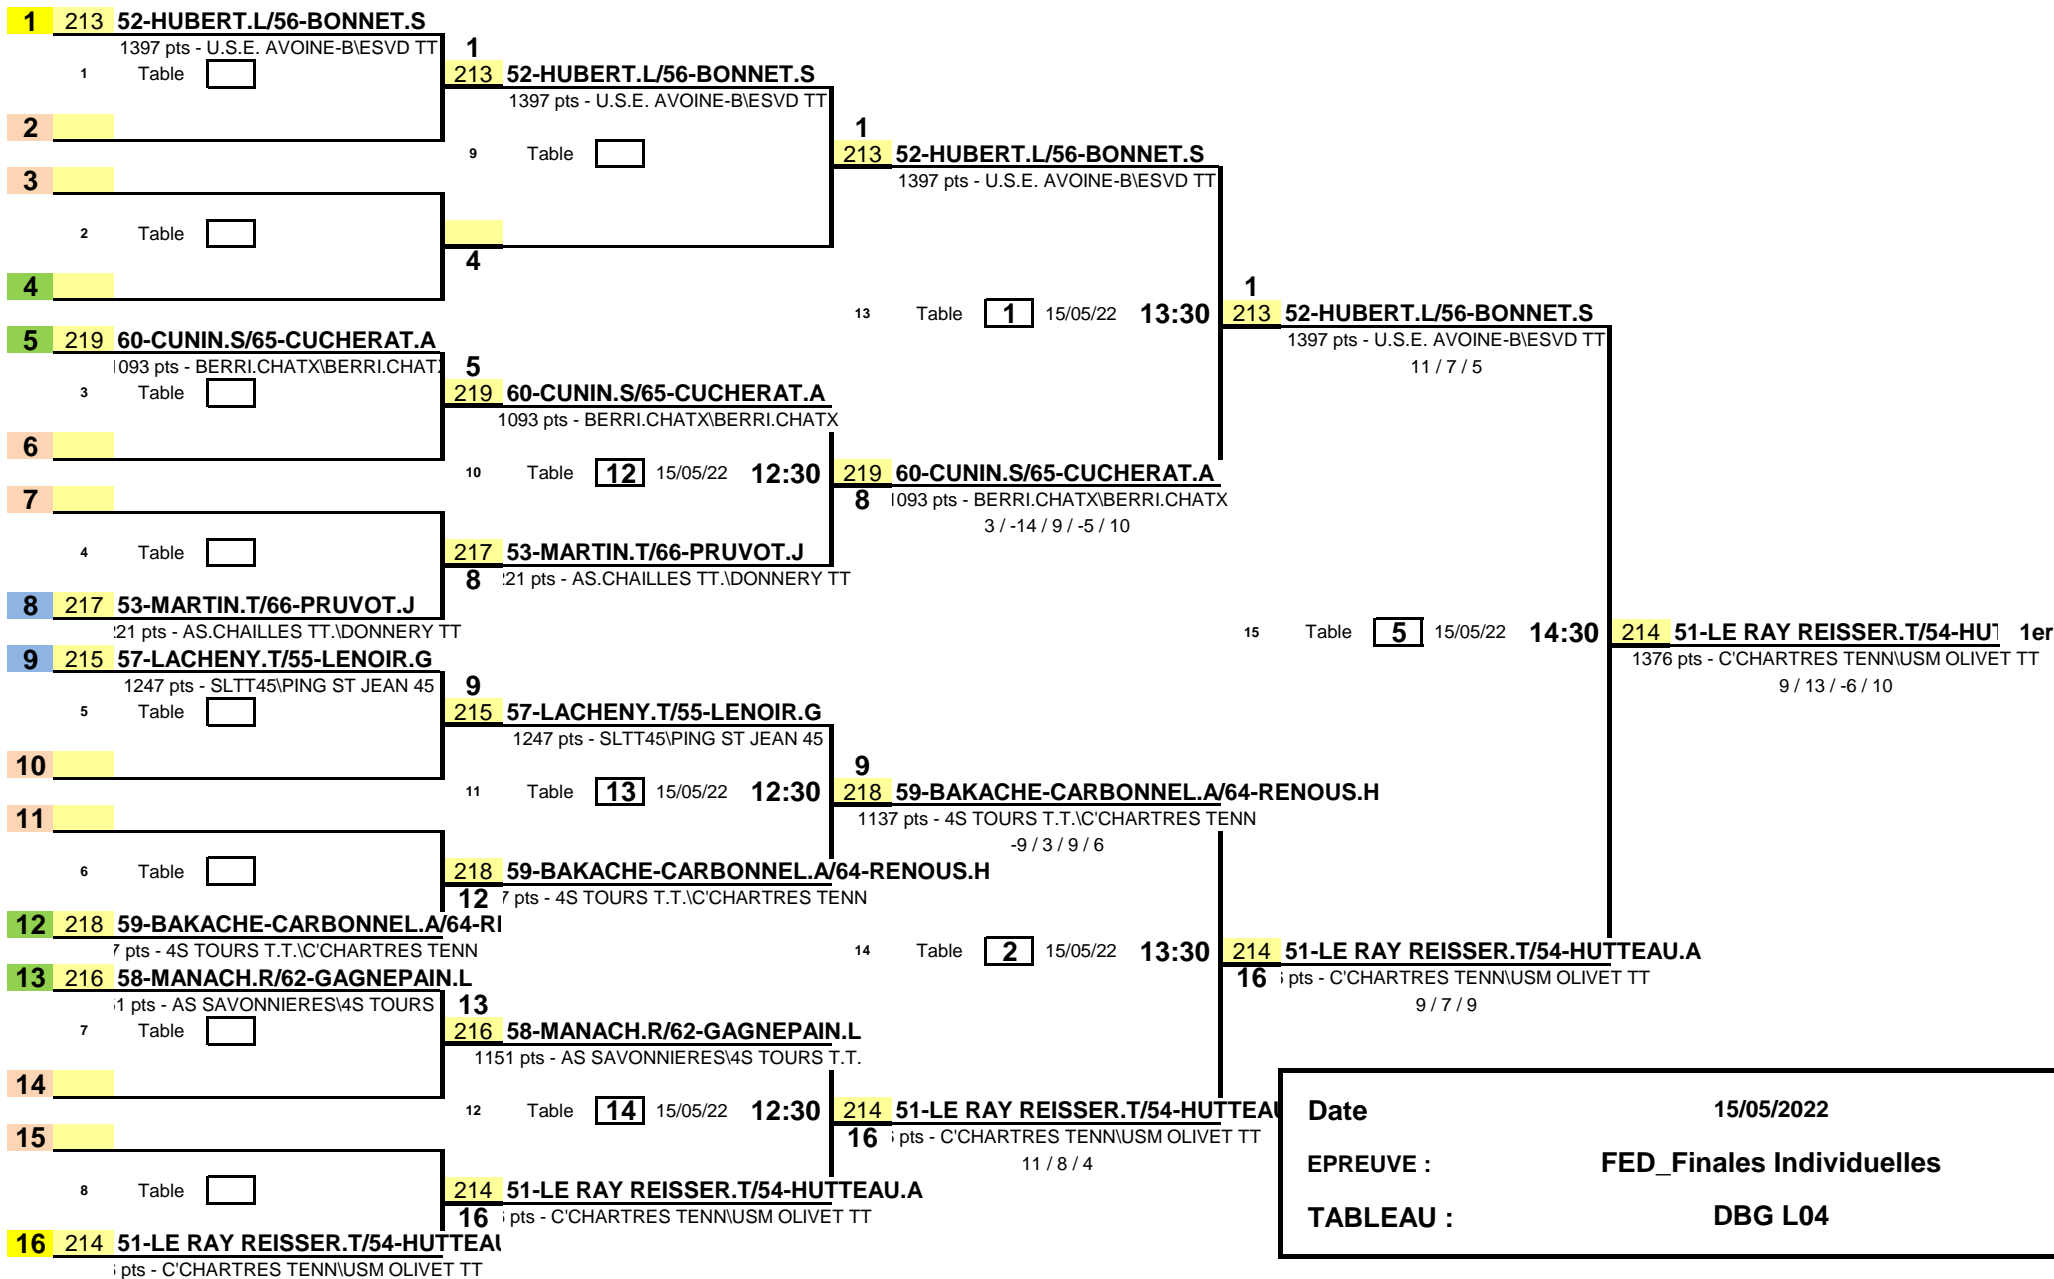 1 213 52-HUBERT.L/56-BONNET.S
1397 pts - U.S.E. AVOINE-B\ESVD TT
1 Table
2
3
2 Table
4
5 219 60-CUNIN.S/65-CUCHERAT.A
1093 pts - BERRI.CHATX\BERRI.CHAT
3 Table
6
7
4 Table
8 217 53-MARTIN.T/66-PRUVOT.J
21 pts - AS.CHAILLES TT.\DONNERY TT
9 215 57-LACHENY.T/55-LENOIR.G
1247 pts - SLTT45\PING ST JEAN 45
5 Table
10
11
6 Table
12 218 59-BAKACHE-CARBONNEL.A/64-R
7 pts - 4S TOURS T.T.\C'CHARTRES TENN
13 216 58-MANACH.R/62-GAGNEPAIN.L
1 pts - AS SAVONNIERES\4S TOURS
7 Table
14
15
8 Table
16 214 51-LE RAY REISSER.T/54-HUTTEAU
pts - C'CHARTRES TENN\USM OLIVET TT
1
213 52-HUBERT.L/56-BONNET.S
1397 pts - U.S.E. AVOINE-B\ESVD TT
9 Table
4
5
219 60-CUNIN.S/65-CUCHERAT.A
1093 pts - BERRI.CHATX\BERRI.CHATX
10 Table 12 15/05/22 12:30
217 53-MARTIN.T/66-PRUVOT.J
8 21 pts - AS.CHAILLES TT.\DONNERY TT
9
215 57-LACHENY.T/55-LENOIR.G
1247 pts - SLTT45\PING ST JEAN 45
11 Table 13 15/05/22 12:30
218 59-BAKACHE-CARBONNEL.A/64-RENOUS.H
12 7 pts - 4S TOURS T.T.\C'CHARTRES TENN
13
216 58-MANACH.R/62-GAGNEPAIN.L
1151 pts - AS SAVONNIERES\4S TOURS T.T.
12 Table 14 15/05/22 12:30
214 51-LE RAY REISSER.T/54-HUTTEAU.A
16 pts - C'CHARTRES TENN\USM OLIVET TT
1
213 52-HUBERT.L/56-BONNET.S
1397 pts - U.S.E. AVOINE-B\ESVD TT
13 Table 1 15/05/22 13:30
219 60-CUNIN.S/65-CUCHERAT.A
8 1093 pts - BERRI.CHATX\BERRI.CHATX
3 / -14 / 9 / -5 / 10
9
218 59-BAKACHE-CARBONNEL.A/64-RENOUS.H
1137 pts - 4S TOURS T.T.\C'CHARTRES TENN
-9 / 3 / 9 / 6
14 Table 2 15/05/22 13:30
214 51-LE RAY REISSER.T/54-HUTTEAU
16 pts - C'CHARTRES TENN\USM OLIVET TT
11 / 8 / 4
1
213 52-HUBERT.L/56-BONNET.S
1397 pts - U.S.E. AVOINE-B\ESVD TT
11 / 7 / 5
15 Table 5 15/05/22 14:30
214 51-LE RAY REISSER.T/54-HUTTEAU.A
16 pts - C'CHARTRES TENN\USM OLIVET TT
9 / 7 / 9
214 51-LE RAY REISSER.T/54-HUT 1er
1376 pts - C'CHARTRES TENN\USM OLIVET TT
9 / 13 / -6 / 10
Date 15/05/2022
EPREUVE : FED_Finales Individuelles
TABLEAU : DBG L04